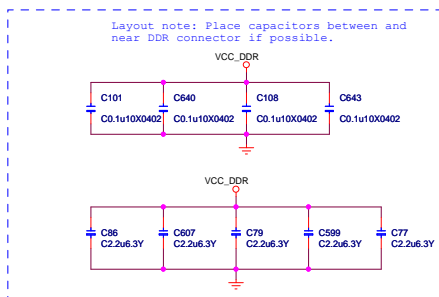 Layout note: Place capacitors between and
near DDR connector if possible.
VCC_DDR
C101 C640 C108 C643
C0.1u10X0402 C0.1u10X0402 C0.1u10X0402 C0.1u10X0402
VCC_DDR
C86 C607 C79 C599 C77
C2.2u6.3Y C2.2u6.3Y C2.2u6.3Y C2.2u6.3Y C2.2u6.3Y